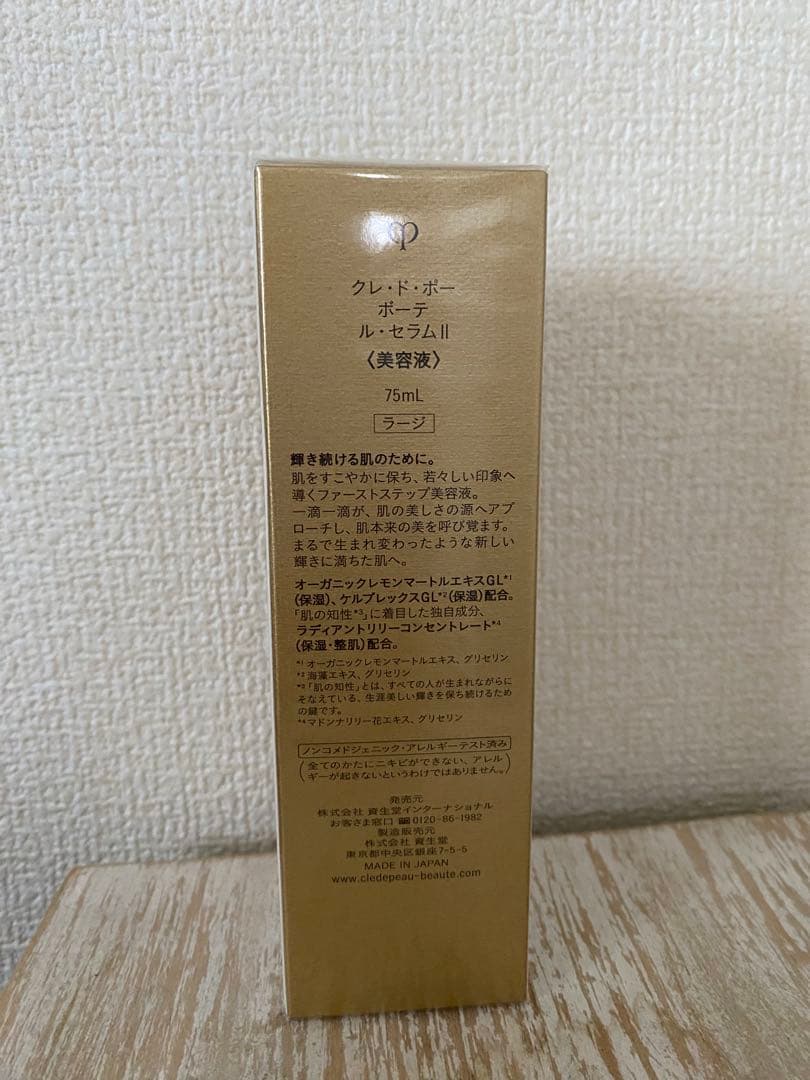 クレ・ド・ポー
ボーテ
ル・セラムⅡ
〈美容液〉
75mL
ラージ
輝き続ける肌のために。
肌をすこやかに保ち、若々しい印象へ
導くファーストステップ美容液。
一滴一滴が、肌の美しさの源へアプ
ローチし、肌本来の美を呼び覚ます。
まるで生まれ変わったような新しい
輝きに満ちた肌へ。
オーガニックレモンマートルエキスGL*1
(保湿)、ケルプレックスGL*2(保湿)配合。
「肌の知性*3」に着目した独自成分、
ラディアントリリーコンセントレート*4
(保湿・整肌)配合。
*1 オーガニックレモンマートルエキス、グリセリン
*2 海藻エキス、グリセリン
*3「肌の知性」とは、すべての人が生まれながらに
そなえている、生涯美しい輝きを保ち続けるため
の鍵です。
*4 マドンナリリー花エキス、グリセリン
ノンコメドジェニック・アレルギーテスト済み
(全てのかたにニキビができない、アレル
ギーが起きないというわけではありません。)
発売元
株式会社 資生堂インターナショナル
お客さま窓口 0120-86-1982
製造販売元
株式会社 資生堂
東京都中央区銀座7-5-5
MADE IN JAPAN
www.cledepeau-beaute.com